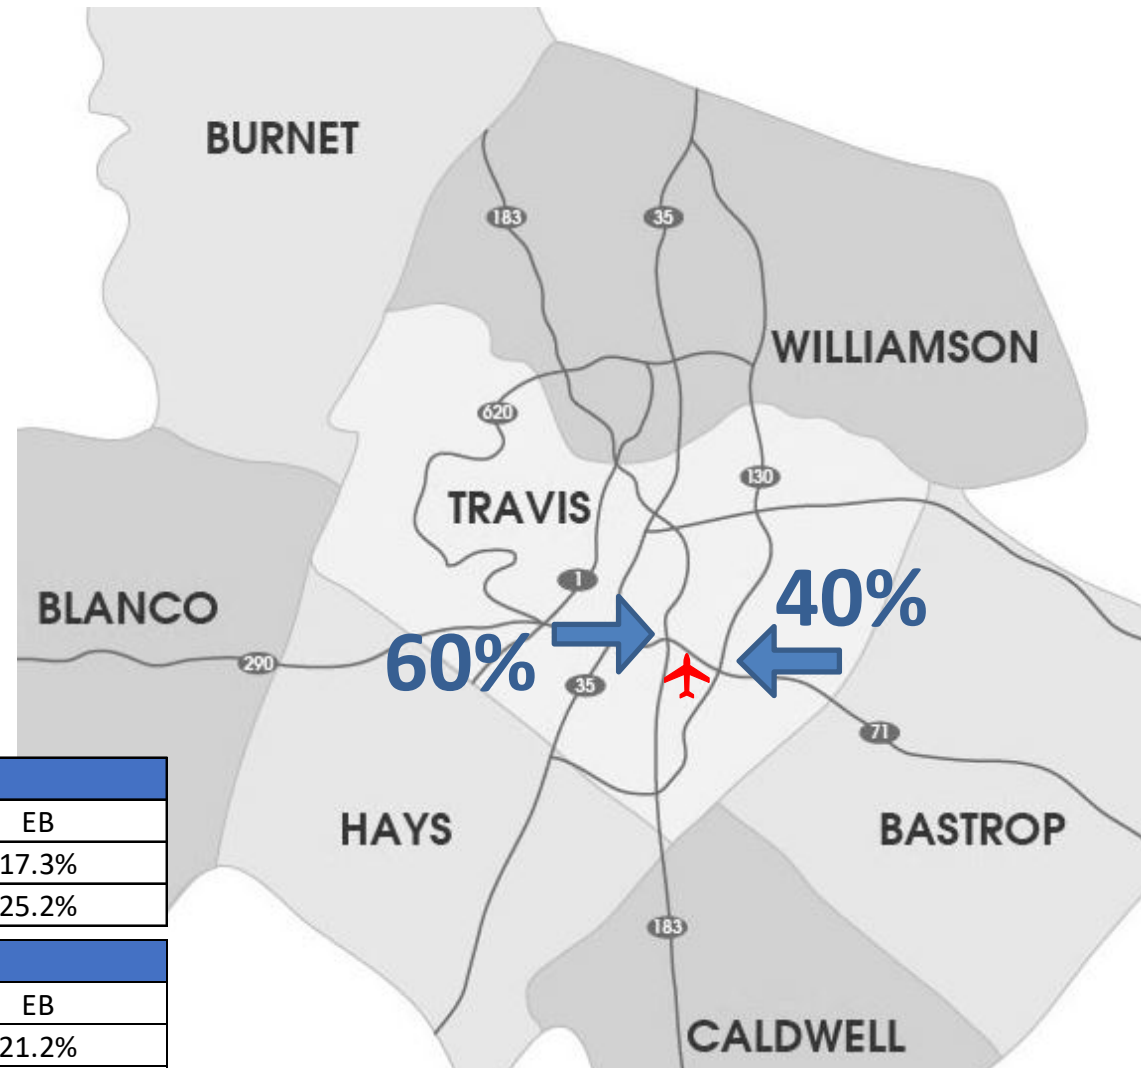 BURNET
183
35
WILLIAMSON
620
130
TRAVIS
1
40%
BLANCO
60%
290
35
71
EB
HAYS
BASTROP
17.3%
25.2%
183
EB
CALDWELL
21.2%